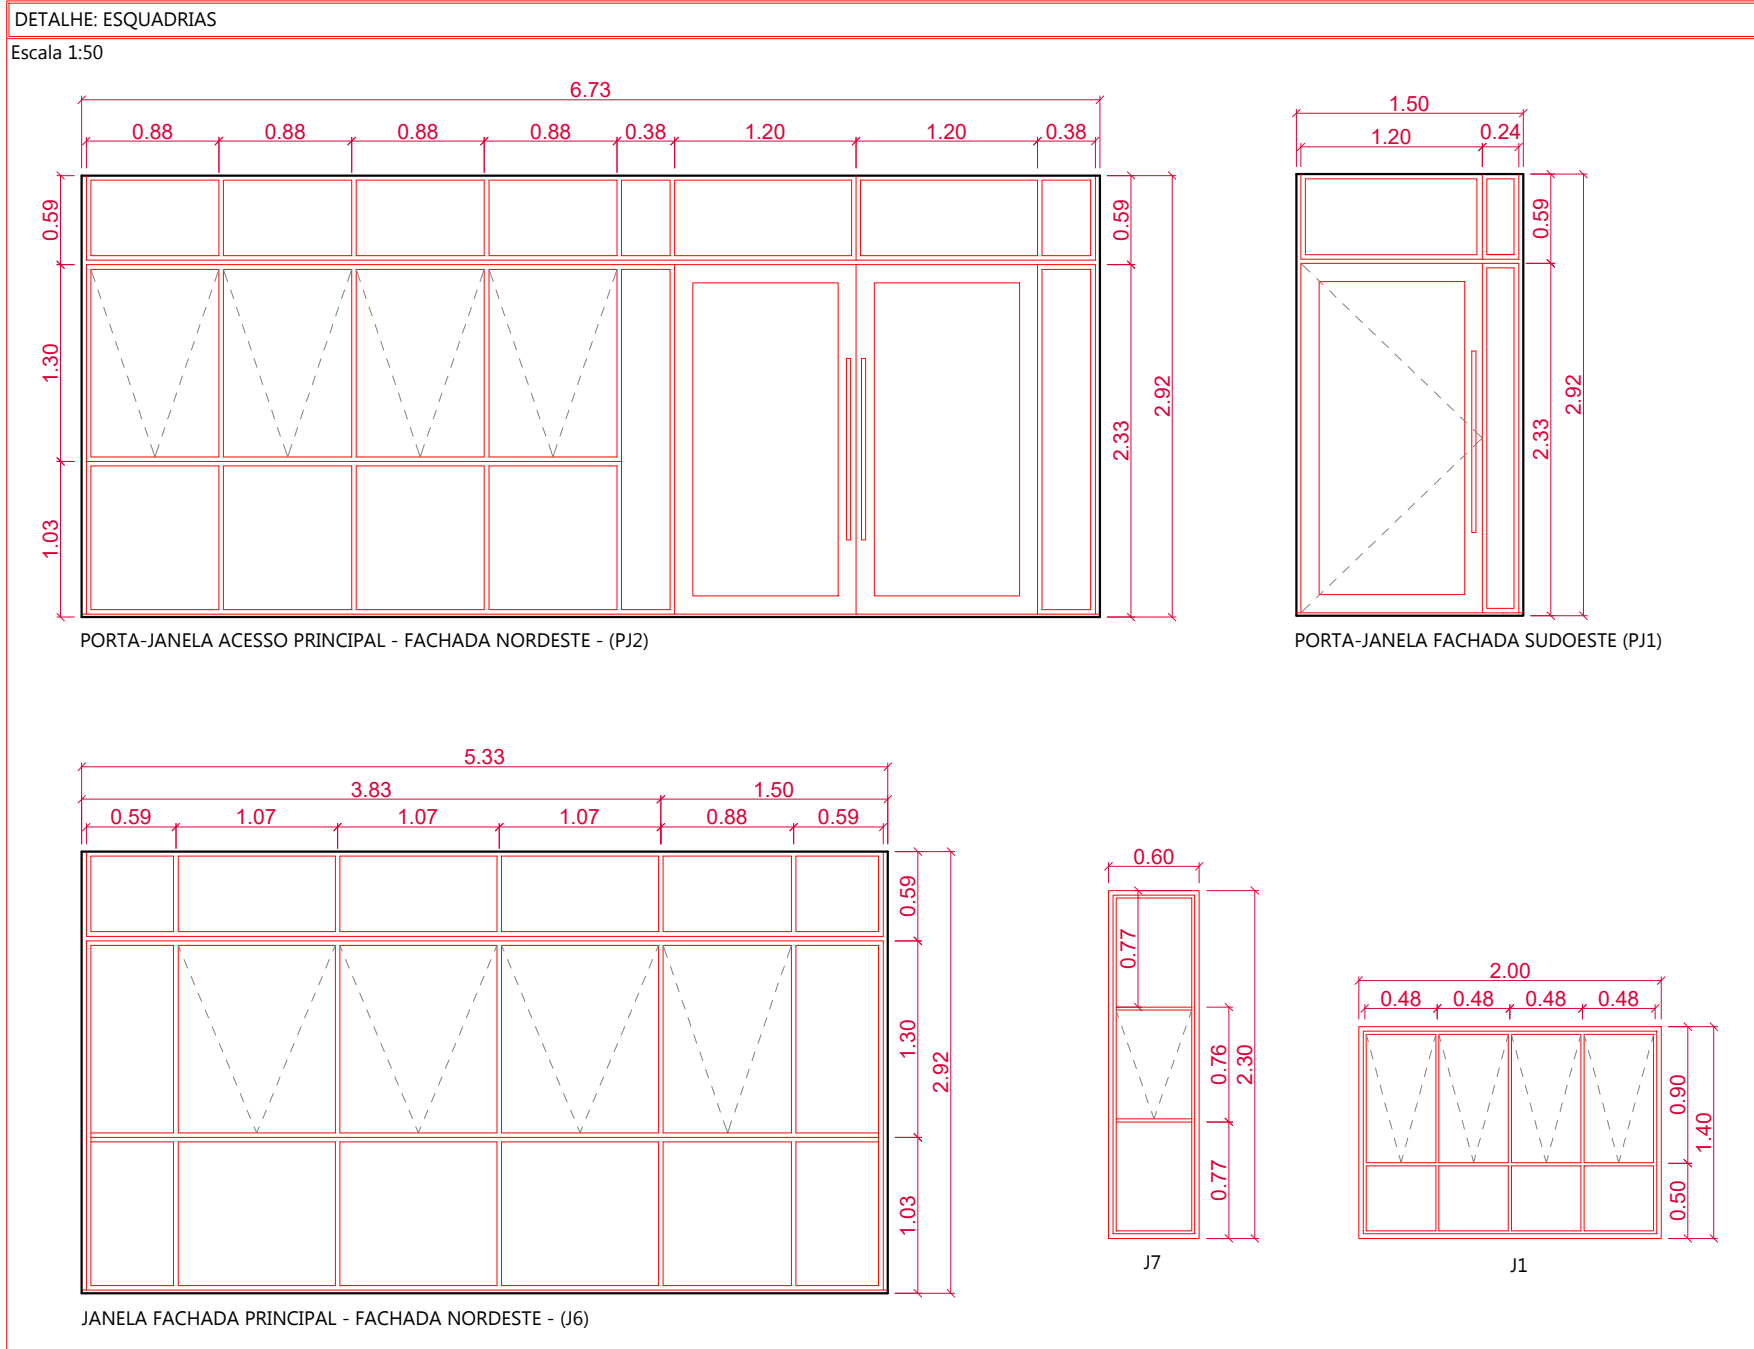 DETALHE: ESQUADRIAS
Escala 1:50
6.73
0.88 0.88 0.88 0.88 0.38 1.20 1.20 0.38
0.59
1.30
1.03
0.59
2.33
2.92
PORTA-JANELA ACESSO PRINCIPAL - FACHADA NORDESTE - (PJ2)
1.50
1.20 0.24
0.59
2.33
2.92
PORTA-JANELA FACHADA SUDOESTE (PJ1)
5.33
3.83 1.50
0.59 1.07 1.07 1.07 0.88 0.59
0.59
1.30
1.03
2.92
JANELA FACHADA PRINCIPAL - FACHADA NORDESTE - (J6)
0.60
0.77
0.76
0.77
2.30
J7
2.00
0.48 0.48 0.48 0.48
0.90
0.50
1.40
J1